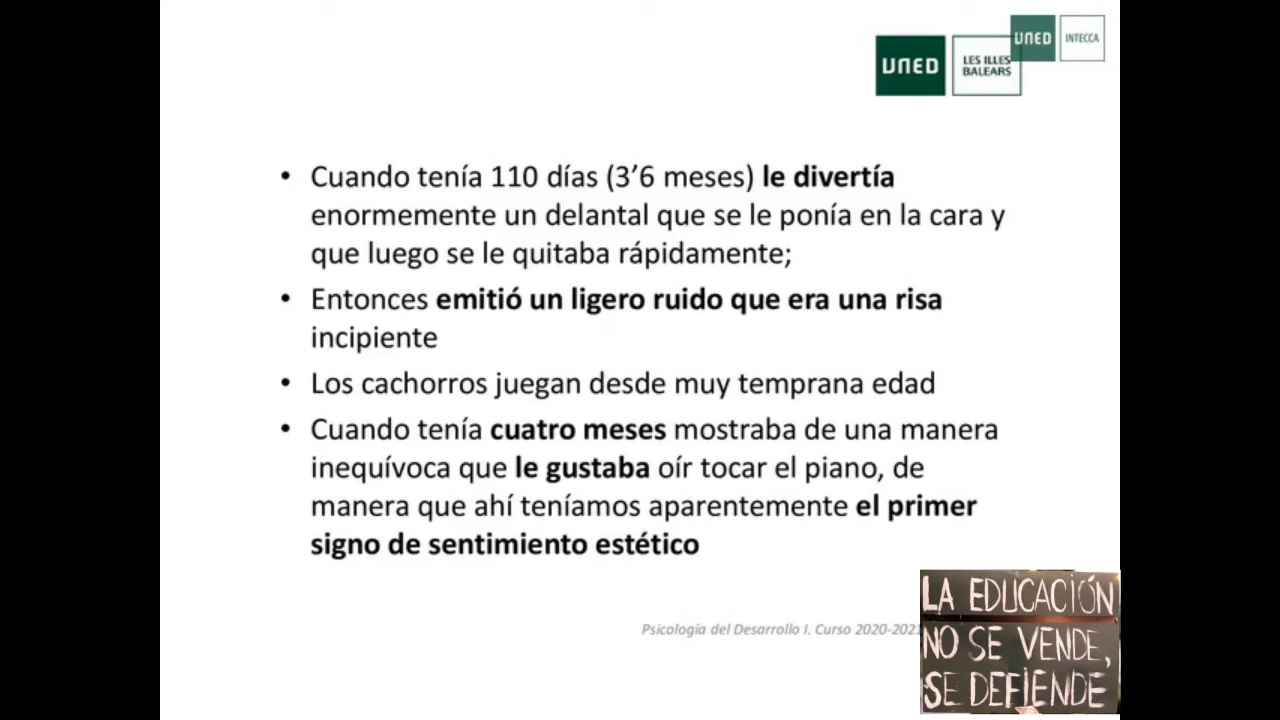 UNED
INTECCA
UNED
LES ILLES
BALEARS
• Cuando tenía 110 días (3’6 meses) le divertía
enormemente un delantal que se le ponía en la cara y
que luego se le quitaba rápidamente;
• Entonces emitió un ligero ruido que era una risa
incipiente
• Los cachorros juegan desde muy temprana edad
• Cuando tenía cuatro meses mostraba de una manera
inequívoca que le gustaba oír tocar el piano, de
manera que ahí teníamos aparentemente el primer
signo de sentimiento estético
Psicología del Desarrollo I. Curso 2020-2021
LA EDUCACIÓN
NO SE VENDE,
SE DEFIENDE